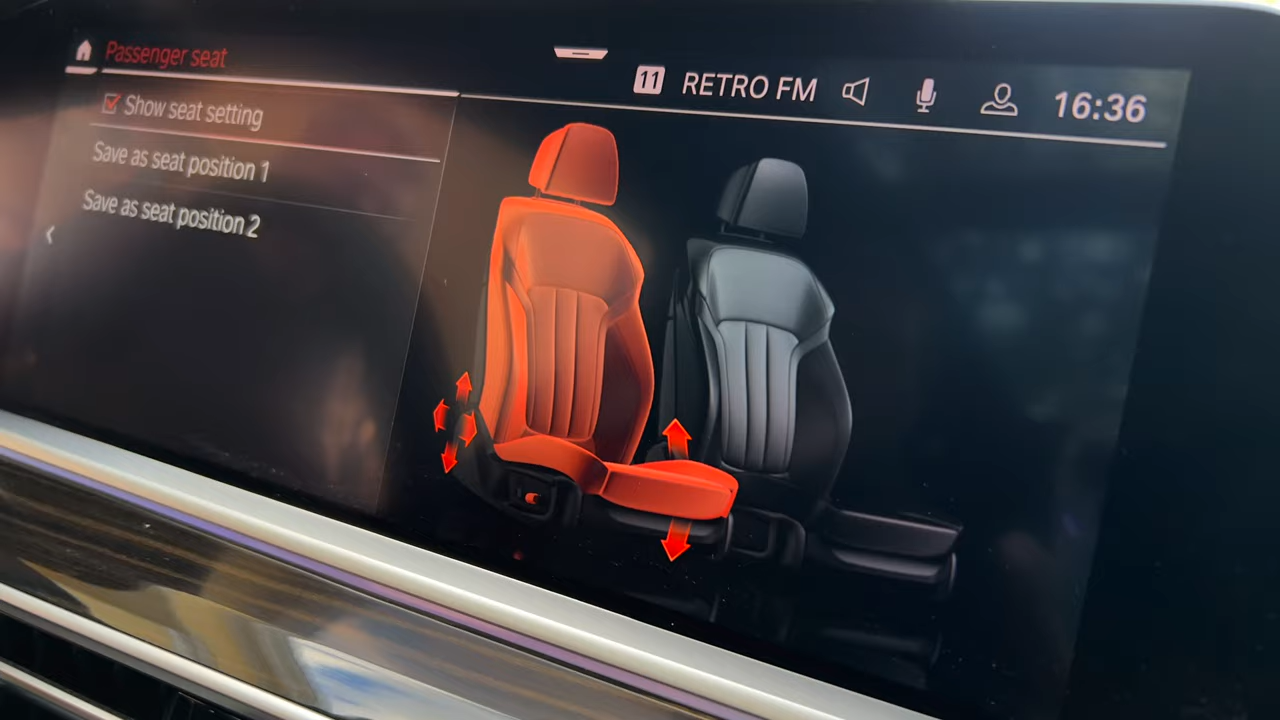 Passenger seat
11 RETRO FM 16:36
Show seat setting
Save as seat position 1
Save as seat position 2